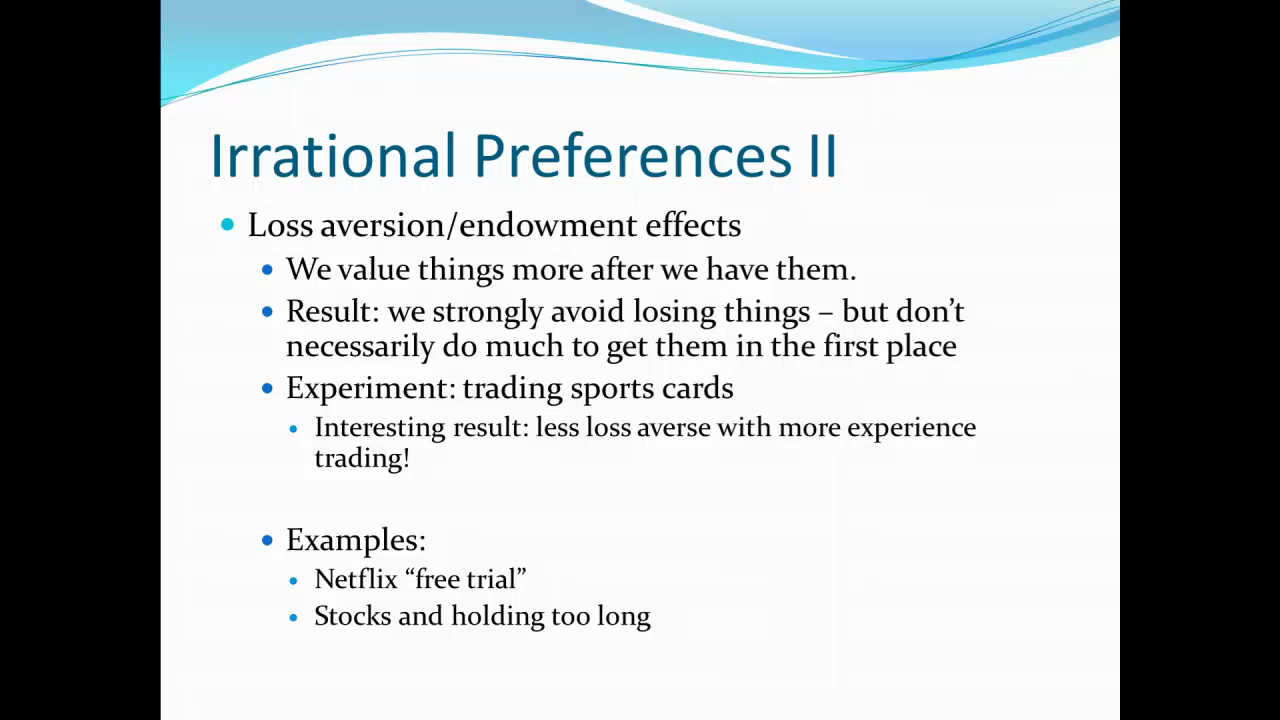 Irrational Preferences II
Loss aversion/endowment effects
We value things more after we have them.
Result: we strongly avoid losing things – but don’t
necessarily do much to get them in the first place
Experiment: trading sports cards
Interesting result: less loss averse with more experience
trading!
Examples:
Netflix “free trial”
Stocks and holding too long